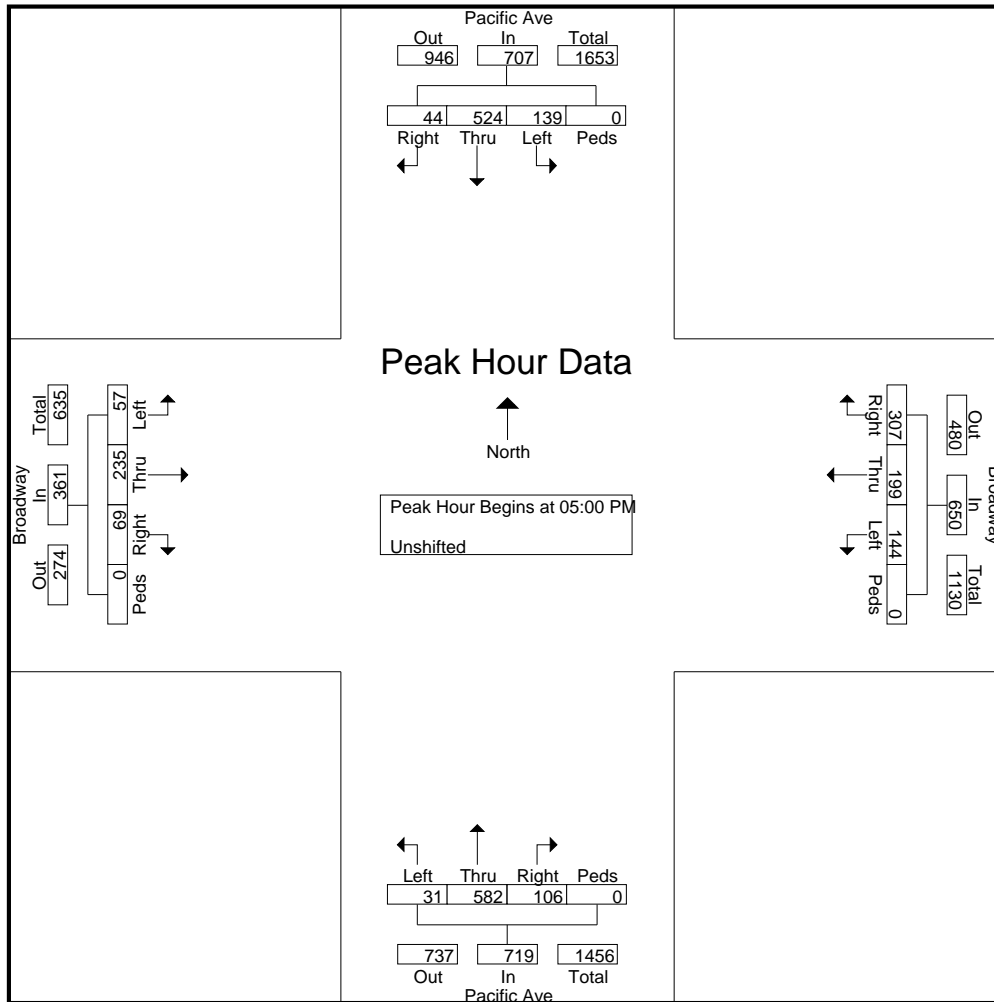 Pacific Ave
Out In Total
946 707 1653
44 524 139 0
Right Thru Left Peds
Peak Hour Data
North
Peak Hour Begins at 05:00 PM
Unshifted
Broadway
Total In Out
635 361 274
57 235 69 0
Left Thru Right Peds
Right Thru Left Peds
307 199 144 0
Out In Total
480 650 1130
Broadway
Left Thru Right Peds
31 582 106 0
737 719 1456
Out In Total
Pacific Ave